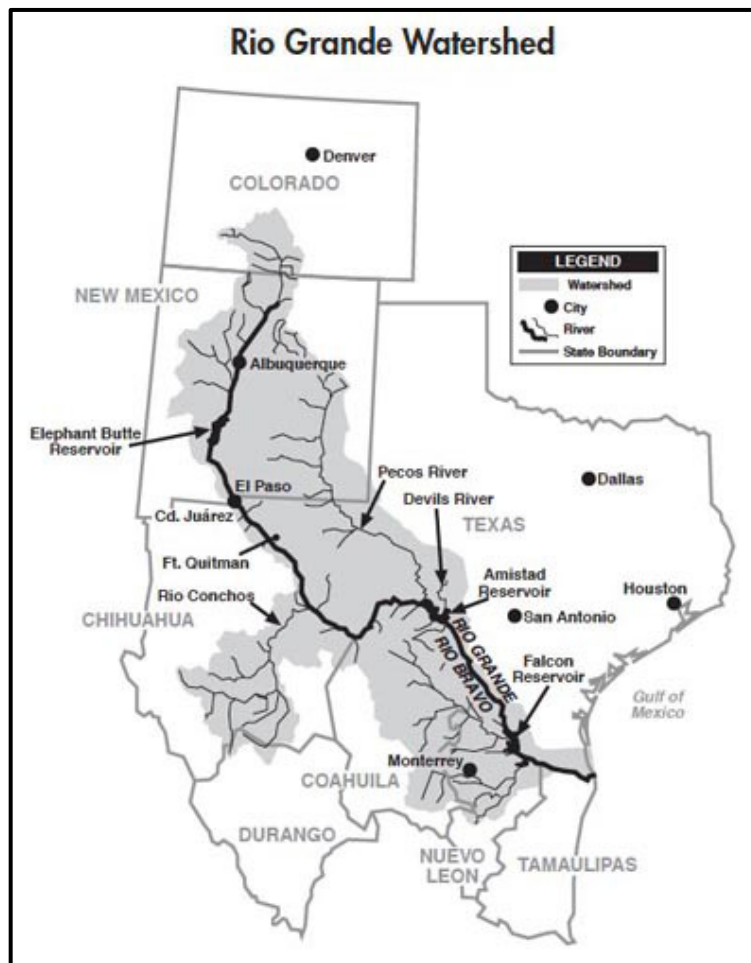 Rio Grande Watershed
Denver
COLORADO
NEW MEXICO
LEGEND
Watershed
City
River
State Boundary
Albuquerque
Elephant Butte
Reservoir
El Paso
Pecos River
Dallas
Devils River
Cd. Juárez
TEXAS
Ft. Quitman
Amistad
Reservoir
Houston
Rio Conchos
CHIHUAHUA
San Antonio
RIO GRANDE
RIO BRAVO
Falcon
Reservoir
Gulf of
Mexico
Monterrey
COAHUILA
DURANGO
NUEVO
LEON
TAMAULIPAS